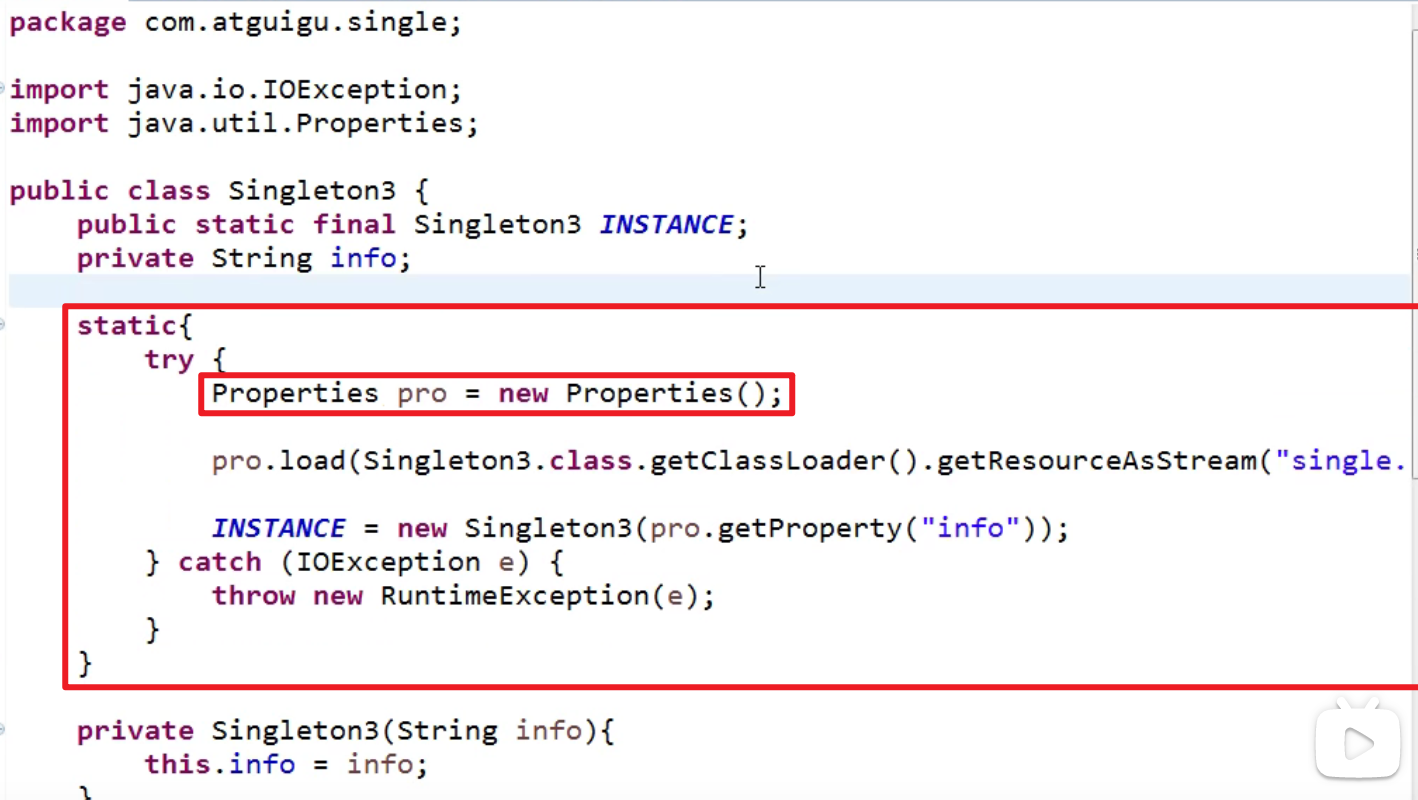 package com.atguigu.single;
import java.io.IOException;
import java.util.Properties;
public class Singleton3 {
public static final Singleton3 INSTANCE;
private String info;
static{
try {
Properties pro = new Properties();
pro.load(Singleton3.class.getClassLoader().getResourceAsStream("single.
INSTANCE = new Singleton3(pro.getProperty("info"));
} catch (IOException e) {
throw new RuntimeException(e);
}
}
private Singleton3(String info){
this.info = info;
}